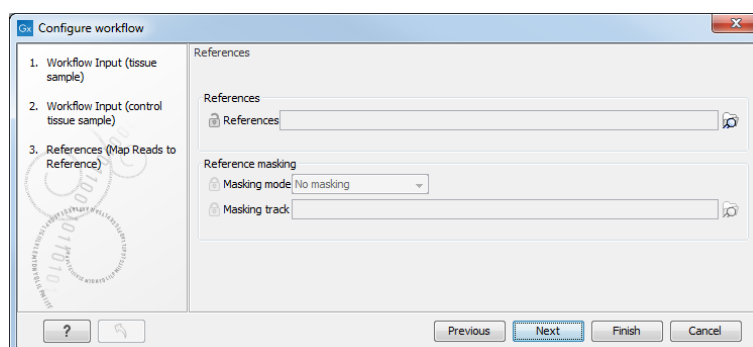 Gx Configure workflow
x
1. Workflow Input (tissue
sample)
2. Workflow Input (control
tissue sample)
3. References (Map Reads to
Reference)
References
References
References
Reference masking
Masking mode No masking
Masking track
?
Previous Next Finish Cancel